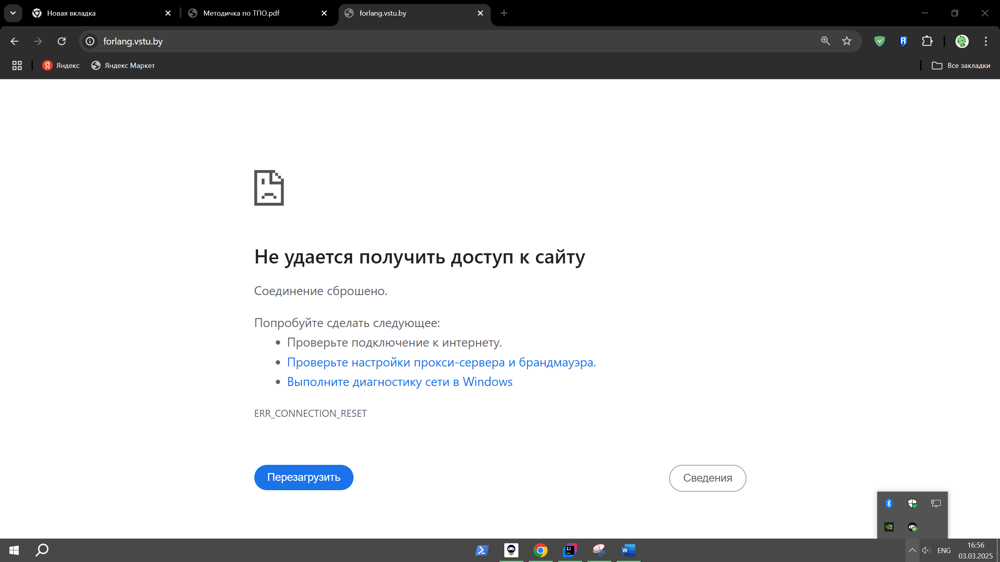 Новая вкладка
Методичка по ТПО.pdf
forlang.vstu.by
forlang.vstu.by
Яндекс
Яндекс Маркет
Все закладки
Не удается получить доступ к сайту
Соединение сброшено.
Попробуйте сделать следующее:
Проверьте подключение к интернету.
Проверьте настройки прокси-сервера и брандмауэра.
Выполните диагностику сети в Windows
ERR_CONNECTION_RESET
Перезагрузить
Сведения
ENG
16:56
03.03.2025